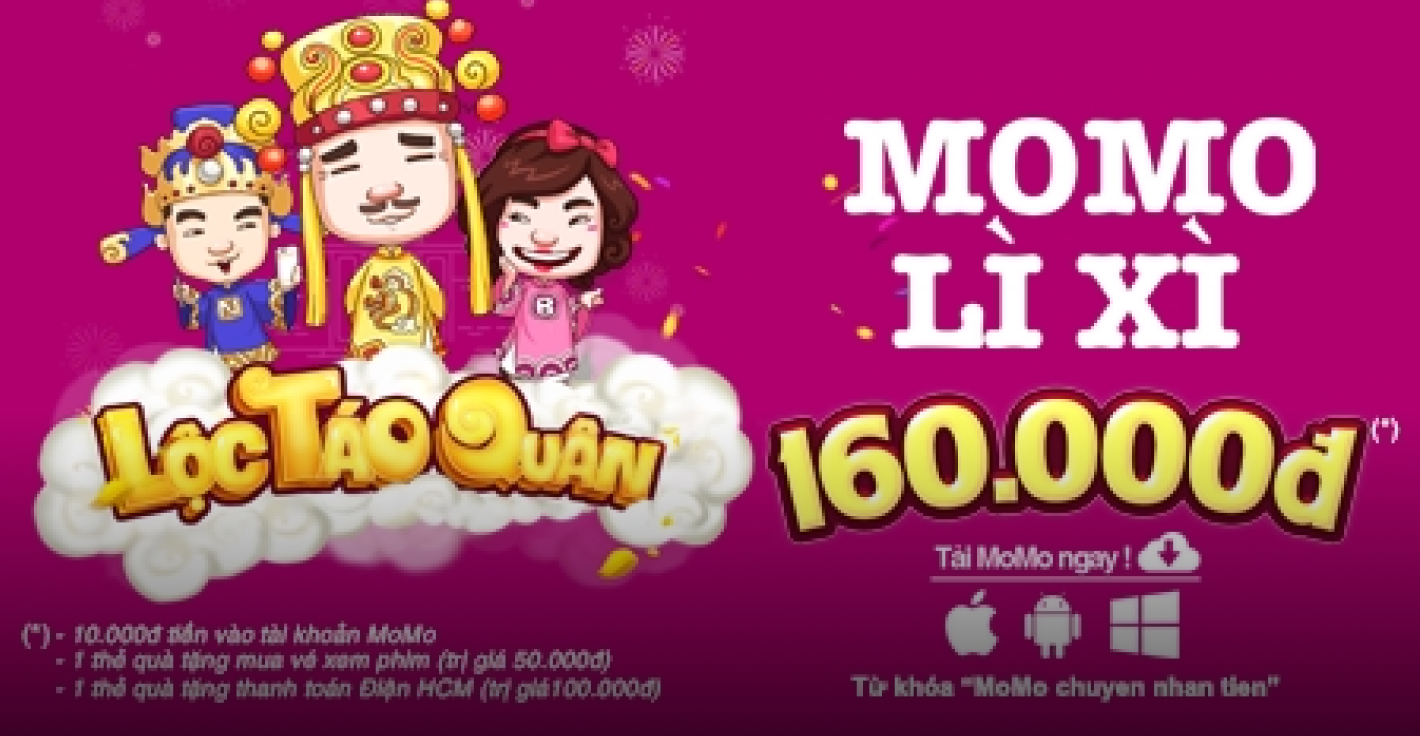 LỘC TÁO QUÂN
MOMO
LÌ XÌ
160.000đ (*)
Tải MoMo ngay !
Từ khóa “MoMo chuyen nhan tien”
(*) - 10.000đ tiền vào tài khoản MoMo
- 1 thẻ quà tặng mua vé xem phim (trị giá 50.000đ)
- 1 thẻ quà tặng thanh toán Điện HCM (trị giá100.000đ)
R